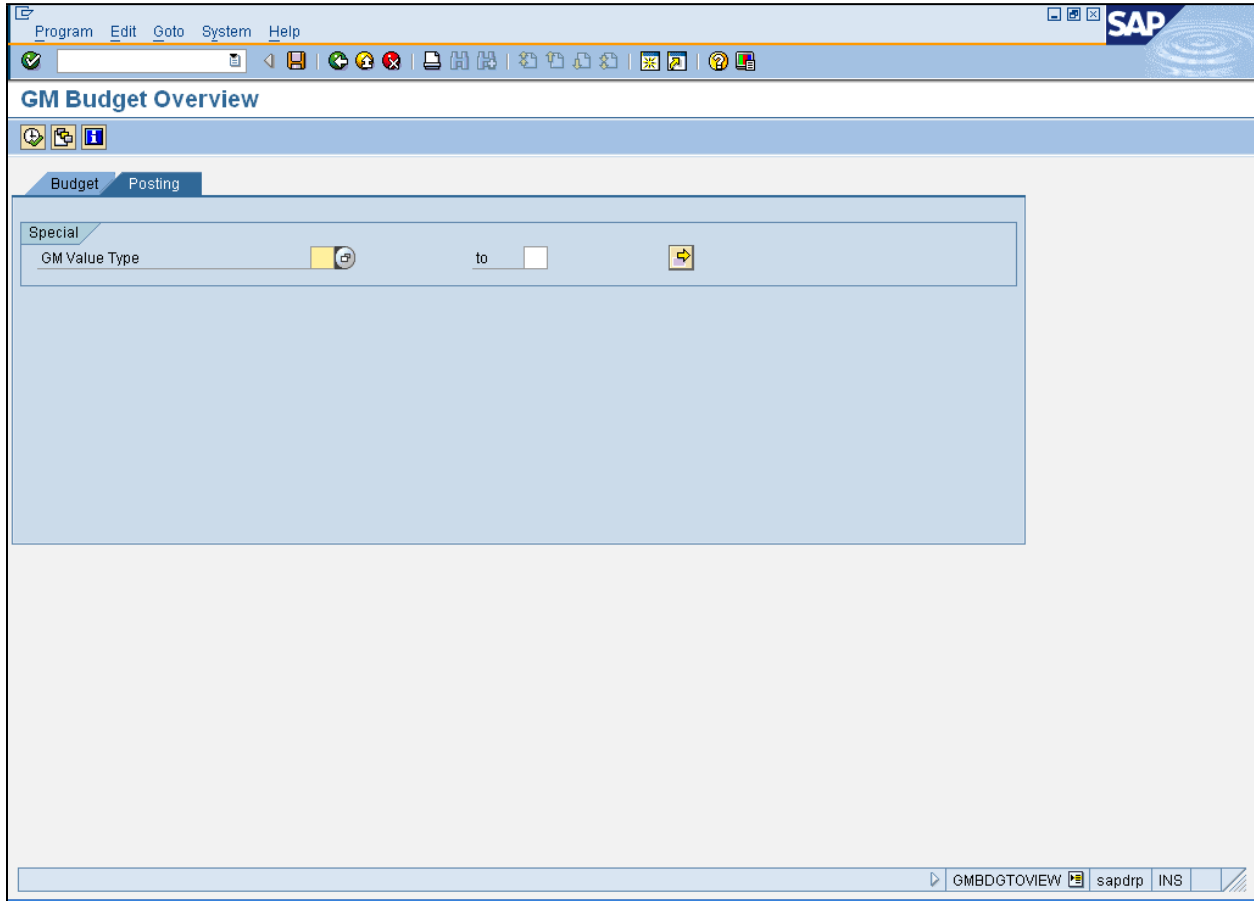 Program Edit Goto System Help
SAP
GM Budget Overview
Budget Posting
Special
GM Value Type to
GMBDGTOVIEW sapdrp INS